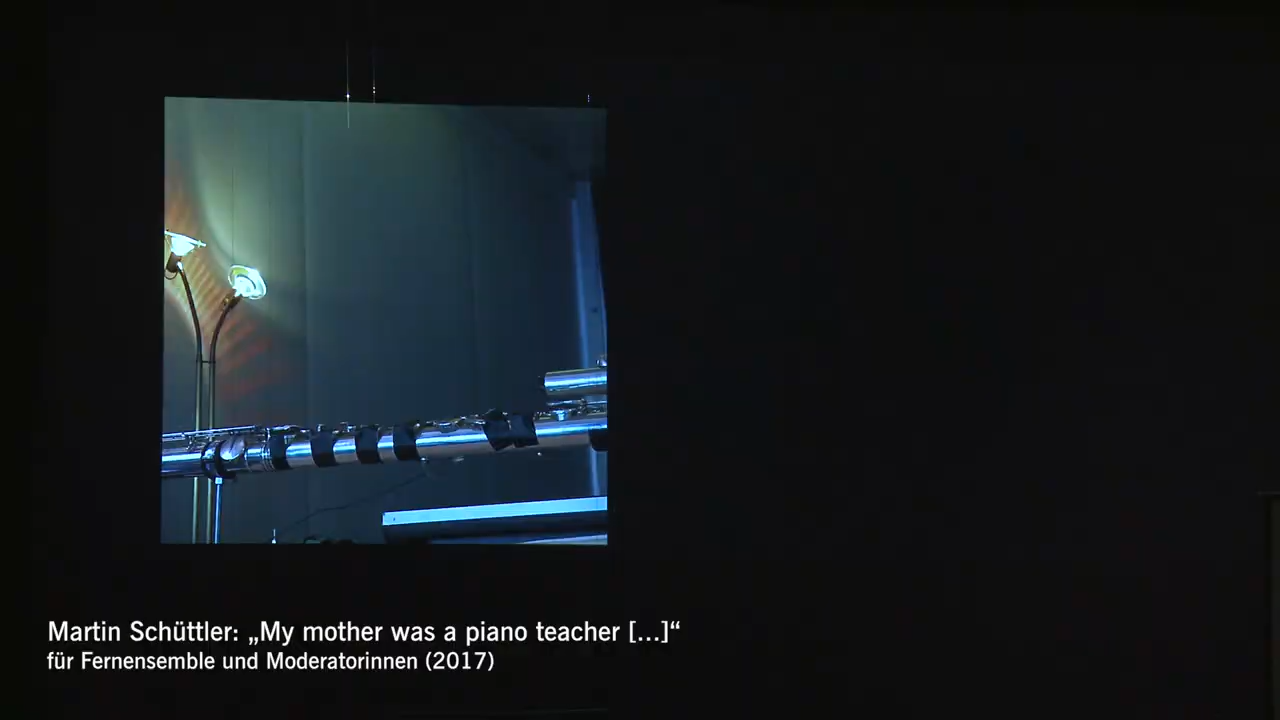 Martin Schüttler: „My mother was a piano teacher […]“
für Fernensemble und Moderatorinnen (2017)